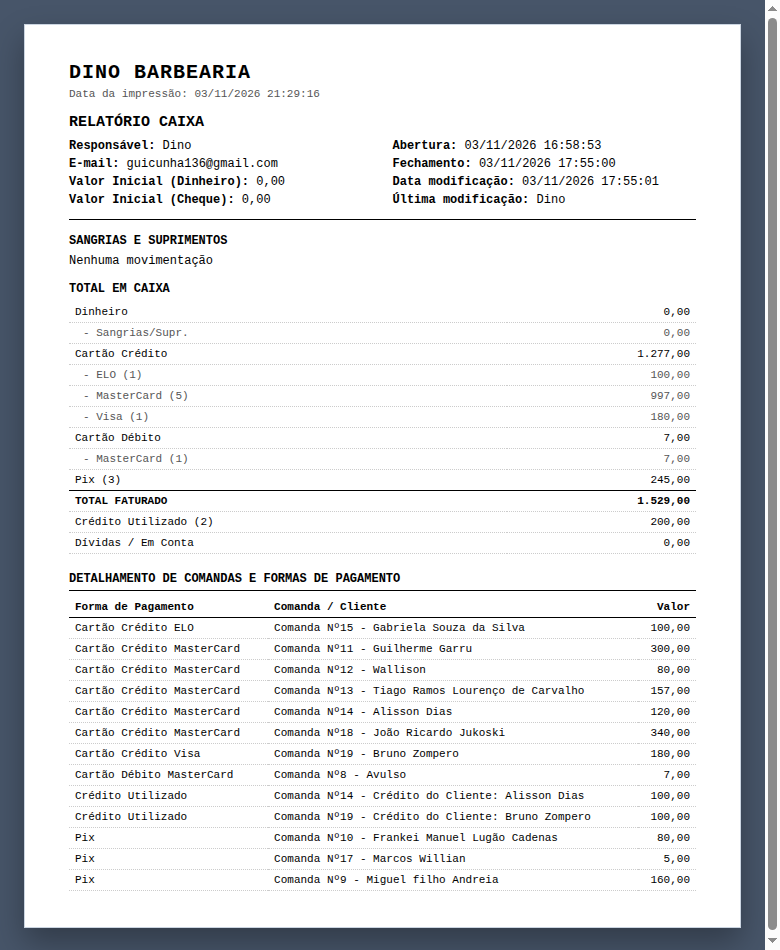 DINO BARBEARIA
Data da impressão: 03/11/2026 21:29:16
RELATÓRIO CAIXA
Responsável: Dino Abertura: 03/11/2026 16:58:53
E-mail: guicunha136@gmail.com Fechamento: 03/11/2026 17:55:00
Valor Inicial (Dinheiro): 0,00 Data modificação: 03/11/2026 17:55:01
Valor Inicial (Cheque): 0,00 Última modificação: Dino
SANGRIAS E SUPRIMENTOS
Nenhuma movimentação
TOTAL EM CAIXA
Dinheiro 0,00
- Sangrias/Supr. 0,00
Cartão Crédito 1.277,00
- ELO (1) 100,00
- MasterCard (5) 997,00
- Visa (1) 180,00
Cartão Débito 7,00
- MasterCard (1) 7,00
Pix (3) 245,00
TOTAL FATURADO 1.529,00
Crédito Utilizado (2) 200,00
Dívidas / Em Conta 0,00
DETALHAMENTO DE COMANDAS E FORMAS DE PAGAMENTO
Forma de Pagamento Comanda / Cliente Valor
Cartão Crédito ELO Comanda Nº15 - Gabriela Souza da Silva 100,00
Cartão Crédito MasterCard Comanda Nº11 - Guilherme Garru 300,00
Cartão Crédito MasterCard Comanda Nº12 - Wallison 80,00
Cartão Crédito MasterCard Comanda Nº13 - Tiago Ramos Lourenço de Carvalho 157,00
Cartão Crédito MasterCard Comanda Nº14 - Alisson Dias 120,00
Cartão Crédito MasterCard Comanda Nº18 - João Ricardo Jukoski 340,00
Cartão Crédito Visa Comanda Nº19 - Bruno Zompero 180,00
Cartão Débito MasterCard Comanda Nº8 - Avulso 7,00
Crédito Utilizado Comanda Nº14 - Crédito do Cliente: Alisson Dias 100,00
Crédito Utilizado Comanda Nº19 - Crédito do Cliente: Bruno Zompero 100,00
Pix Comanda Nº10 - Frankei Manuel Lugão Cadenas 80,00
Pix Comanda Nº17 - Marcos Willian 5,00
Pix Comanda Nº9 - Miguel filho Andreia 160,00